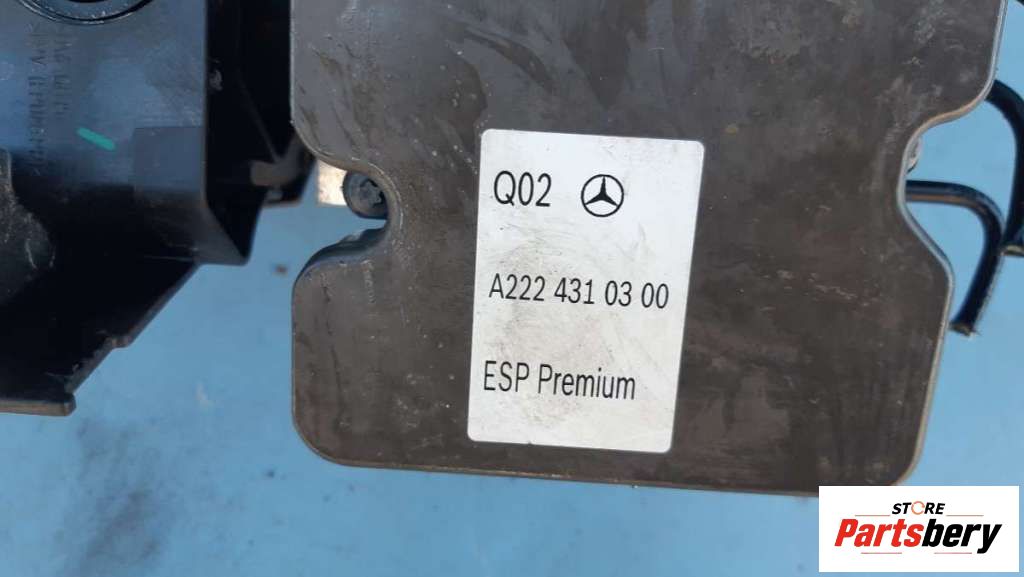 Q02
A222 431 03 00
ESP Premium
STORE
Partsbery